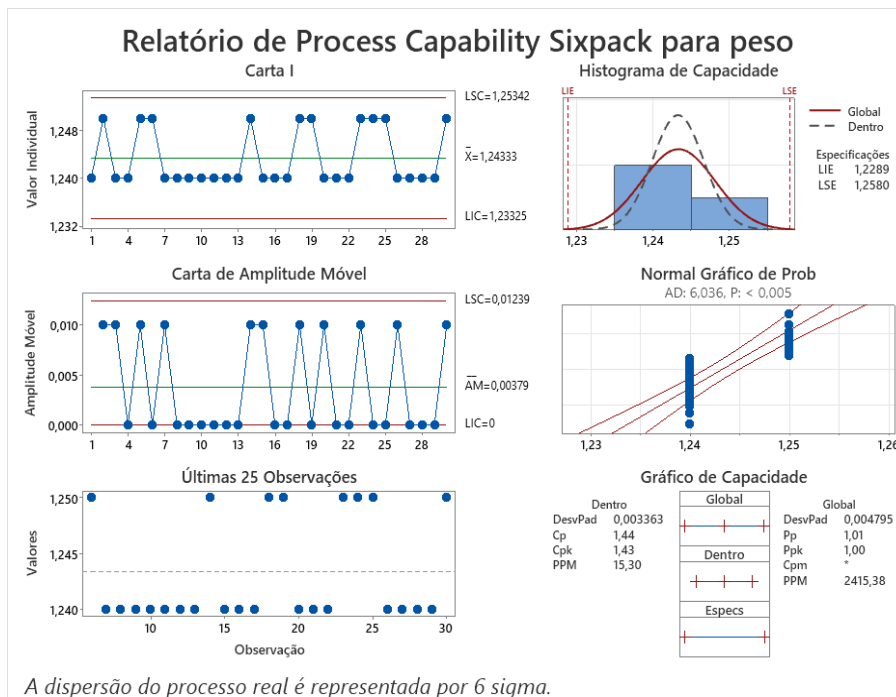 Relatório de Process Capability Sixpack para peso
Carta I
Valor Individual
1,248
1,240
1,232
1 4 7 10 13 16 19 22 25 28
LSC=1,25342
X=1,24333
LIC=1,23325
Histograma de Capacidade
LIE
LSE
1,23 1,24 1,25
Global
Dentro
Especificações
LIE 1,2289
LSE 1,2580
Carta de Amplitude Móvel
Amplitude Móvel
0,010
0,005
0,000
1 4 7 10 13 16 19 22 25 28
LSC=0,01239
AM=0,00379
LIC=0
Normal Gráfico de Prob
AD: 6,036, P: < 0,005
1,23 1,24 1,25 1,26
Últimas 25 Observações
Valores
1,250
1,245
1,240
10 15 20 25 30
Observação
Gráfico de Capacidade
Dentro
DesvPad 0,003363
Cp 1,44
Cpk 1,43
PPM 15,30
Global
Dentro
Especs
Global
DesvPad 0,004795
Pp 1,01
Ppk 1,00
Cpm *
PPM 2415,38
A dispersão do processo real é representada por 6 sigma.